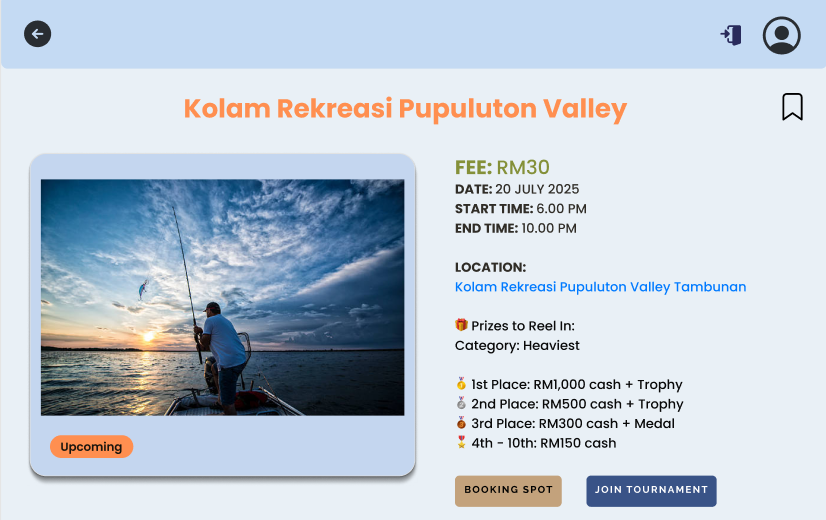 Kolam Rekreasi Pupuluton Valley
Upcoming
FEE: RM30
DATE: 20 JULY 2025
START TIME: 6.00 PM
END TIME: 10.00 PM
LOCATION:
Kolam Rekreasi Pupuluton Valley Tambunan
🎁 Prizes to Reel In:
Category: Heaviest
🥇 1st Place: RM1,000 cash + Trophy
🥈 2nd Place: RM500 cash + Trophy
🥉 3rd Place: RM300 cash + Medal
🎖️ 4th - 10th: RM150 cash
BOOKING SPOT
JOIN TOURNAMENT